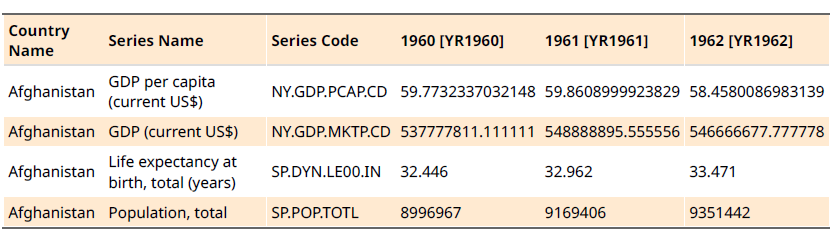 Country Name Series Name Series Code 1960 [YR1960] 1961 [YR1961] 1962 [YR1962]
Afghanistan GDP per capita (current US$) NY.GDP.PCAP.CD 59.7732337032148 59.8608999923829 58.4580086983139
Afghanistan GDP (current US$) NY.GDP.MKTP.CD 537777811.111111 548888895.555556 546666677.777778
Afghanistan Life expectancy at birth, total (years) SP.DYN.LE00.IN 32.446 32.962 33.471
Afghanistan Population, total SP.POP.TOTL 8996967 9169406 9351442